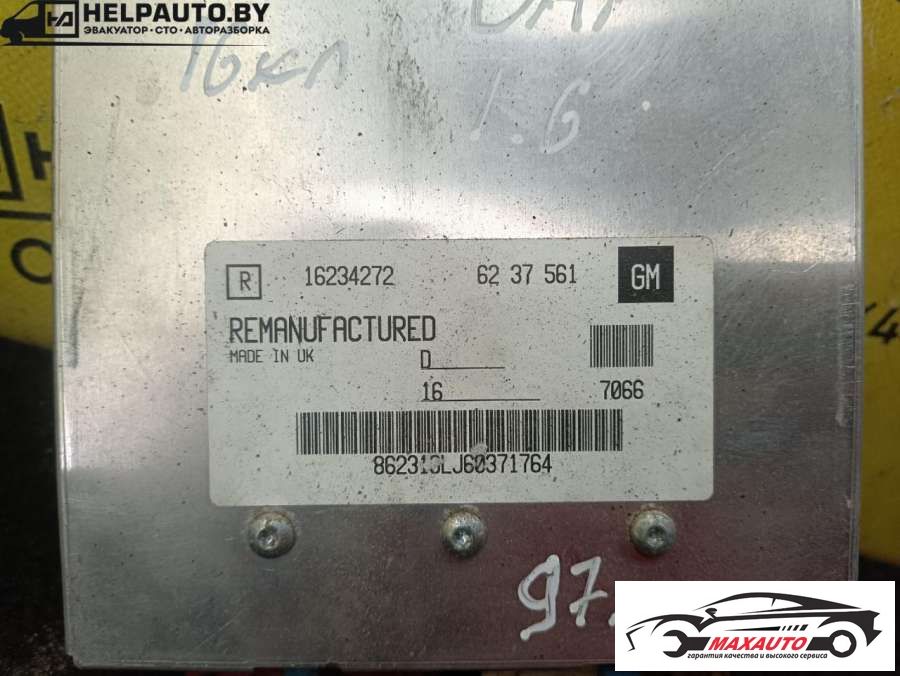 HELPAUTO.BY
ЭВАКУАТОР · СТО · АВТОРАЗБОРКА
16кл
1.6
R 16234272 62 37 561 GM
REMANUFACTURED
MADE IN UK
D
16 7066
862313LJ60371764
97
MAXAUTO
гарантия качества и высокого сервиса